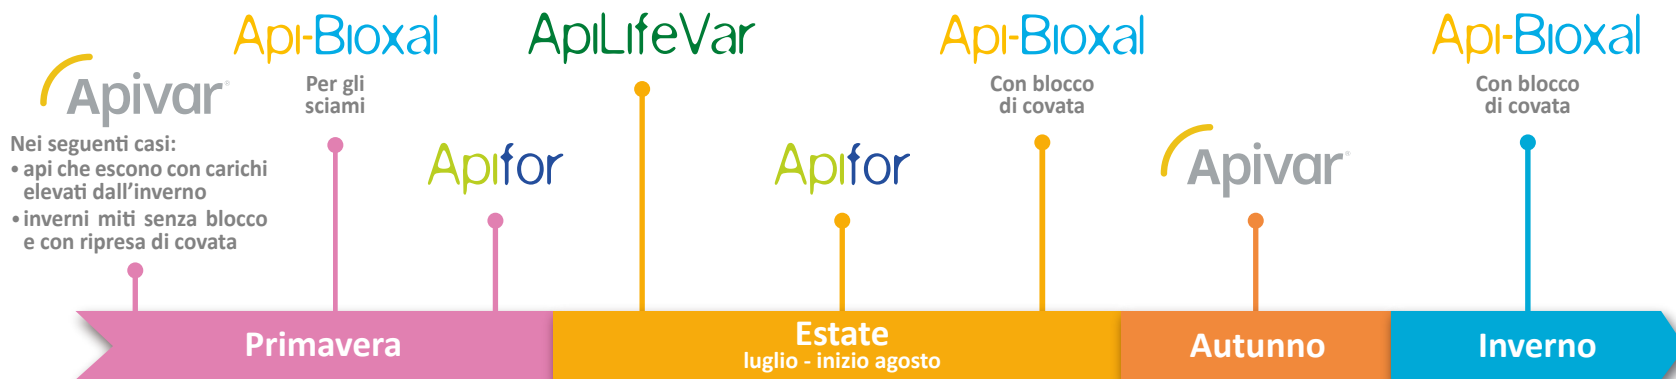 Apivar®
Nei seguenti casi:
• api che escono con carichi
elevati dall'inverno
• inverni miti senza blocco
e con ripresa di covata
Api-Bioxal
Per gli
sciami
Apifor
ApiLifeVar
Apifor
Api-Bioxal
Con blocco
di covata
Apivar®
Api-Bioxal
Con blocco
di covata
Primavera
Estate
luglio - inizio agosto
Autunno
Inverno